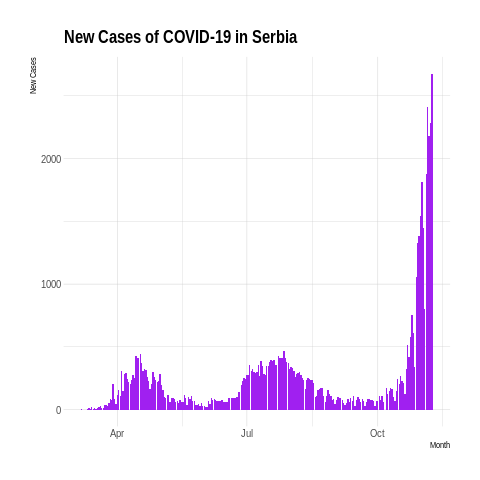 New Cases of COVID-19 in Serbia
New Cases
2000
1000
0
Apr
Jul
Oct
Month